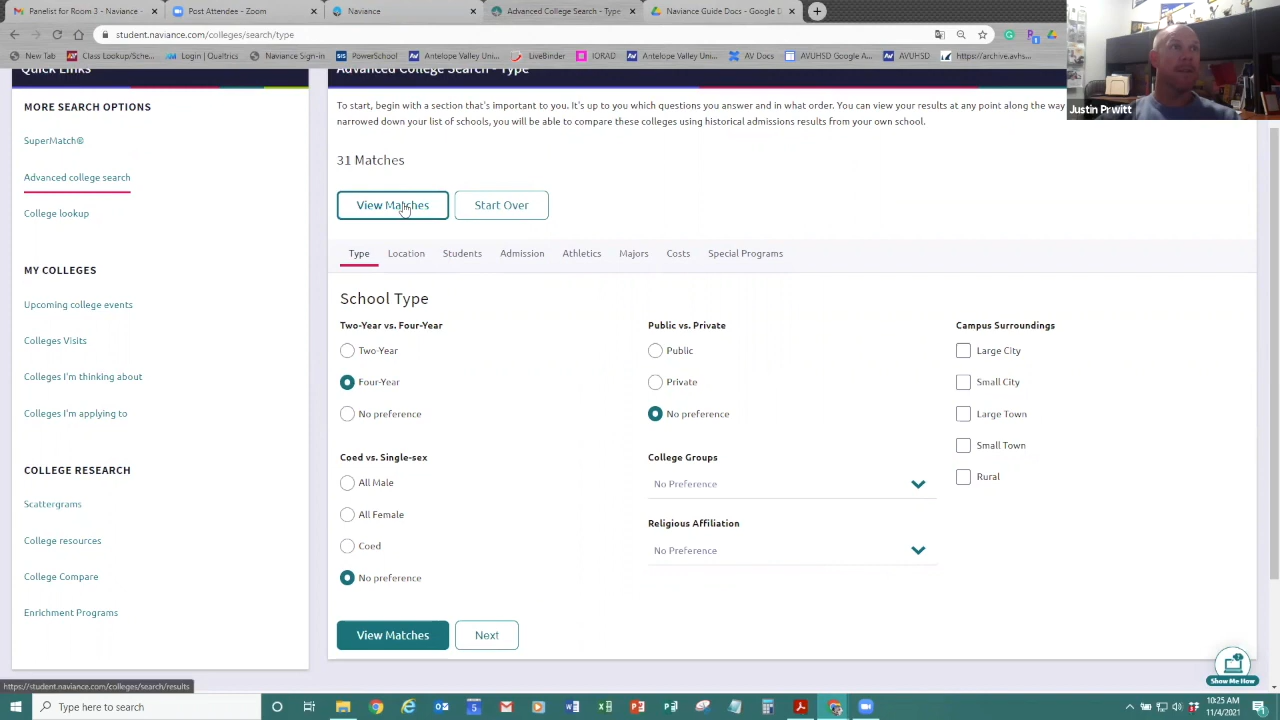 Panelist for Room 3 - Naviance
Post Attendee - Zoom
Naviance
Advanced College Search - Type
Naviance Guide Docs - Google D
student.naviance.com/colleges/search/type
New Tab
Class Lookup/Sche...
Login | Qualtrics
Naviance Sign-in
PowerSchool
Antelope Valley Uni...
LiveBinder
IORAD
Antelope Valley Uni...
AV Docs
AVUHSD Google D...
AVUHSD
https://archive.avhs...
Justin Prwitt
Quick Links
MORE SEARCH OPTIONS
SuperMatch®
Advanced college search
College lookup
MY COLLEGES
Upcoming college events
Colleges Visits
Colleges I'm thinking about
Colleges I'm applying to
COLLEGE RESEARCH
Scattergrams
College resources
College Compare
Enrichment Programs
Advanced College Search - Type
To start, begin with a section that's important to you. It's up to you which questions you answer and in what order. You can view your results at any point along the way
narrowed down your list of schools, you will be able to compare these colleges using historical admissions results from your own school.
31 Matches
View Matches
Start Over
Type
Location
Students
Admission
Athletics
Majors
Costs
Special Programs
School Type
Two-Year vs. Four-Year
Two-Year
Four-Year
No preference
Coed vs. Single-sex
All Male
All Female
Coed
No preference
Public vs. Private
Public
Private
No preference
College Groups
No Preference
Religious Affiliation
No Preference
Campus Surroundings
Large City
Small City
Large Town
Small Town
Rural
View Matches
Next
Show Me How
https://student.naviance.com/colleges/search/results
Type here to search
10:25 AM
11/4/2021